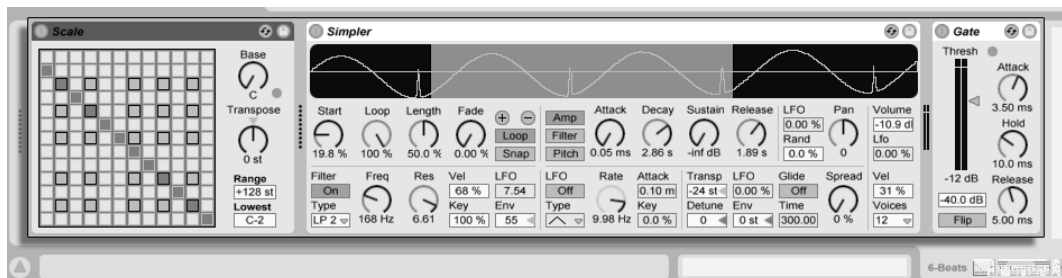 Scale
Base
C
Transpose
0 st
Range
+128 st
Lowest
C-2
Simpler
Start Loop Length Fade
19.8 % 100 % 50.0 % 0.00 %
Loop
Snap
Amp
Filter
Pitch
Attack Decay Sustain Release
0.05 ms 2.86 s -inf dB 1.89 s
LFO
0.00 %
Rand
0.0 %
Pan
0
Volume
-10.9 dB
Lfo
0.00 %
Filter
On
Type
LP 2
Freq
168 Hz
Res
6.61
Vel
68 %
Key
100 %
LFO
7.54
Env
55
LFO
Off
Type
Rate
9.98 Hz
Attack
0.10 m
Key
0.0 %
Transp
-24 st
Detune
0
LFO
0.00 %
Env
0 st
Glide
Off
Time
300.00
Spread
0 %
Vel
31 %
Voices
12
Gate
Thresh
-12 dB
-40.0 dB
Flip
Attack
3.50 ms
Hold
10.0 ms
Release
5.00 ms
6-Beats